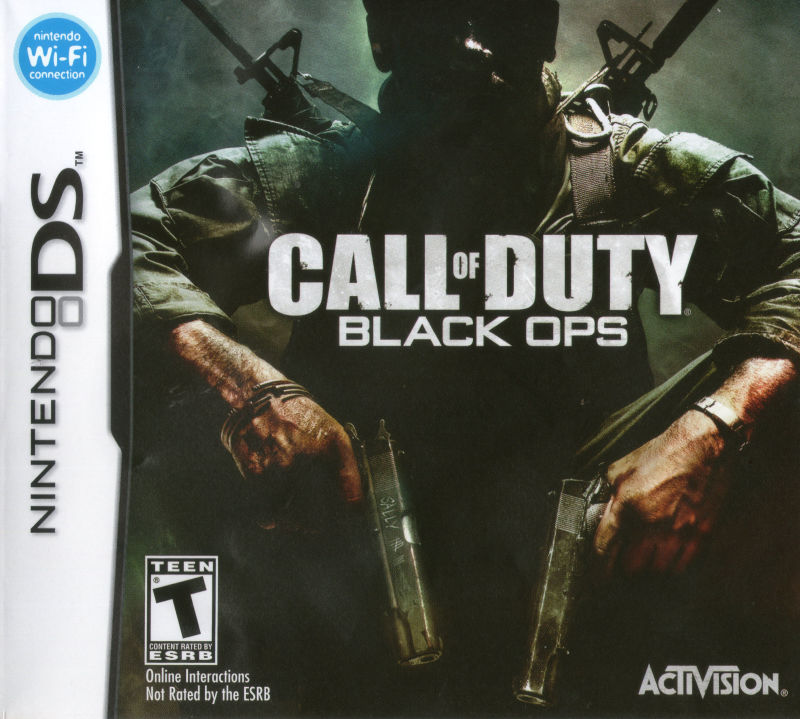 nintendo
Wi-Fi
connection
NINTENDO DS™
CALL OF DUTY®
BLACK OPS
SALLY
TEEN
®
T
CONTENT RATED BY
ESRB
Online Interactions
Not Rated by the ESRB
ACTIVISION®